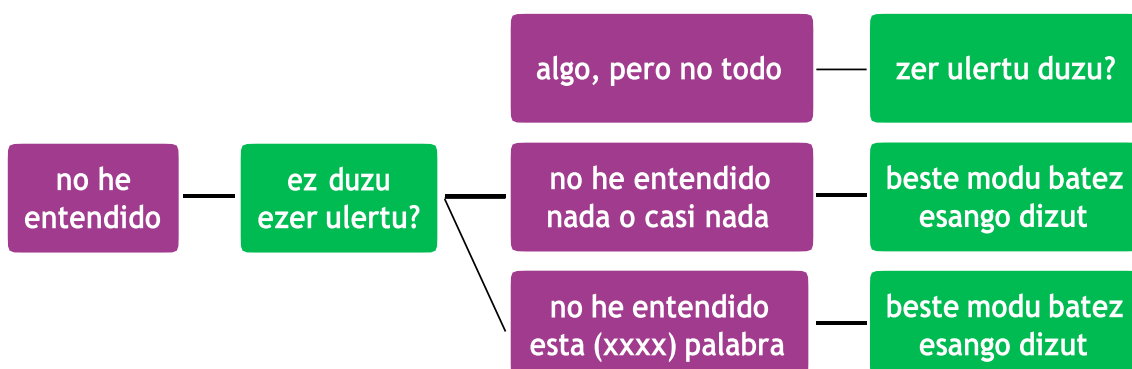 no he
entendido
ez duzu
ezer ulertu?
algo, pero no todo
zer ulertu duzu?
no he entendido
nada o casi nada
beste modu batez
esango dizut
no he entendido
esta (xxxx) palabra
beste modu batez
esango dizut